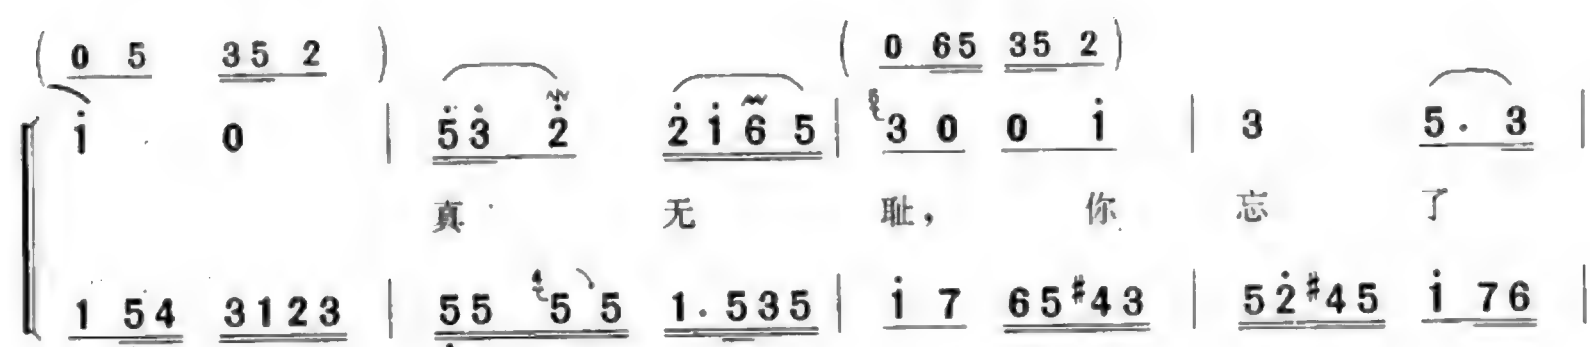 ( 0 5 35 2 ) ( 0 65 35 2 )
i 0 | 53 2 2165 | 3 0 0 i | 3 5. 3 |
真 无 耻， 你 忘 了
1 54 3123 | 55 45 5 1.535 | i 7 65#43 | 52#45 i 76 |